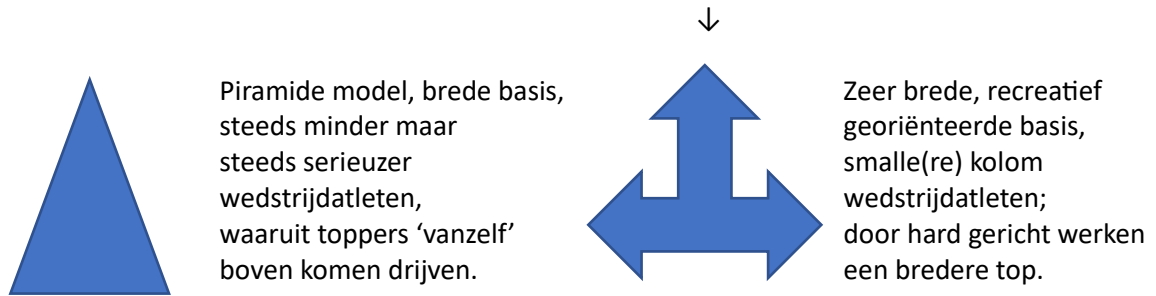 ↓
Piramide model, brede basis,
steeds minder maar
steeds serieuzer
wedstrijdatleten,
waaruit toppers ‘vanzelf’
boven komen drijven.
Zeer brede, recreatief
georiënteerde basis,
smalle(re) kolom
wedstrijdatleten;
door hard gericht werken
een bredere top.